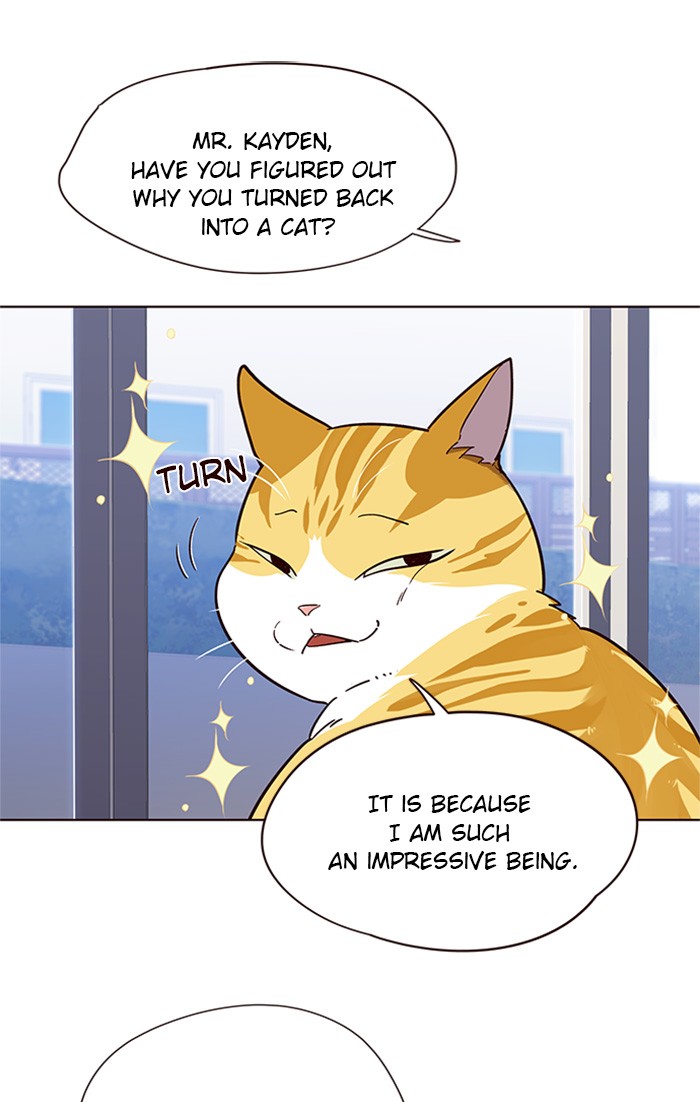 MR. KAYDEN,
HAVE YOU FIGURED OUT
WHY YOU TURNED BACK
INTO A CAT?
TURN
IT IS BECAUSE
I AM SUCH
AN IMPRESSIVE BEING.